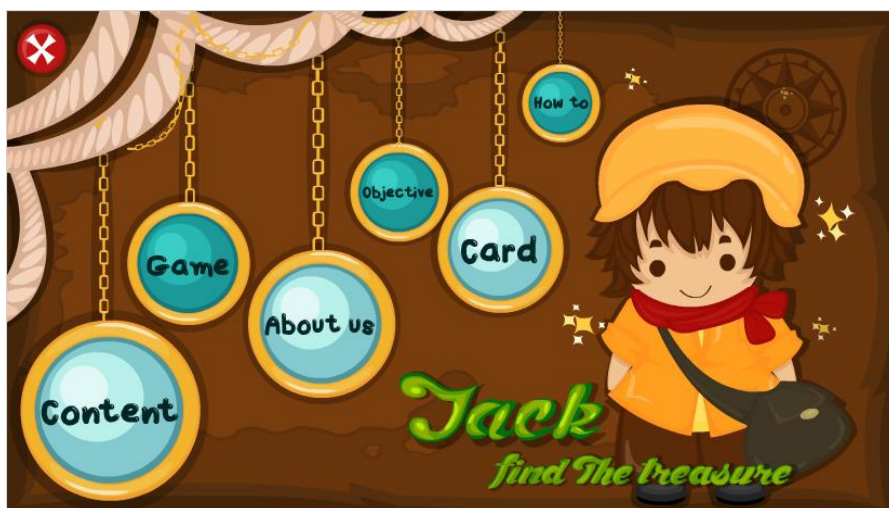 How to
Objective
Card
Game
About us
Content
Jack
find The treasure